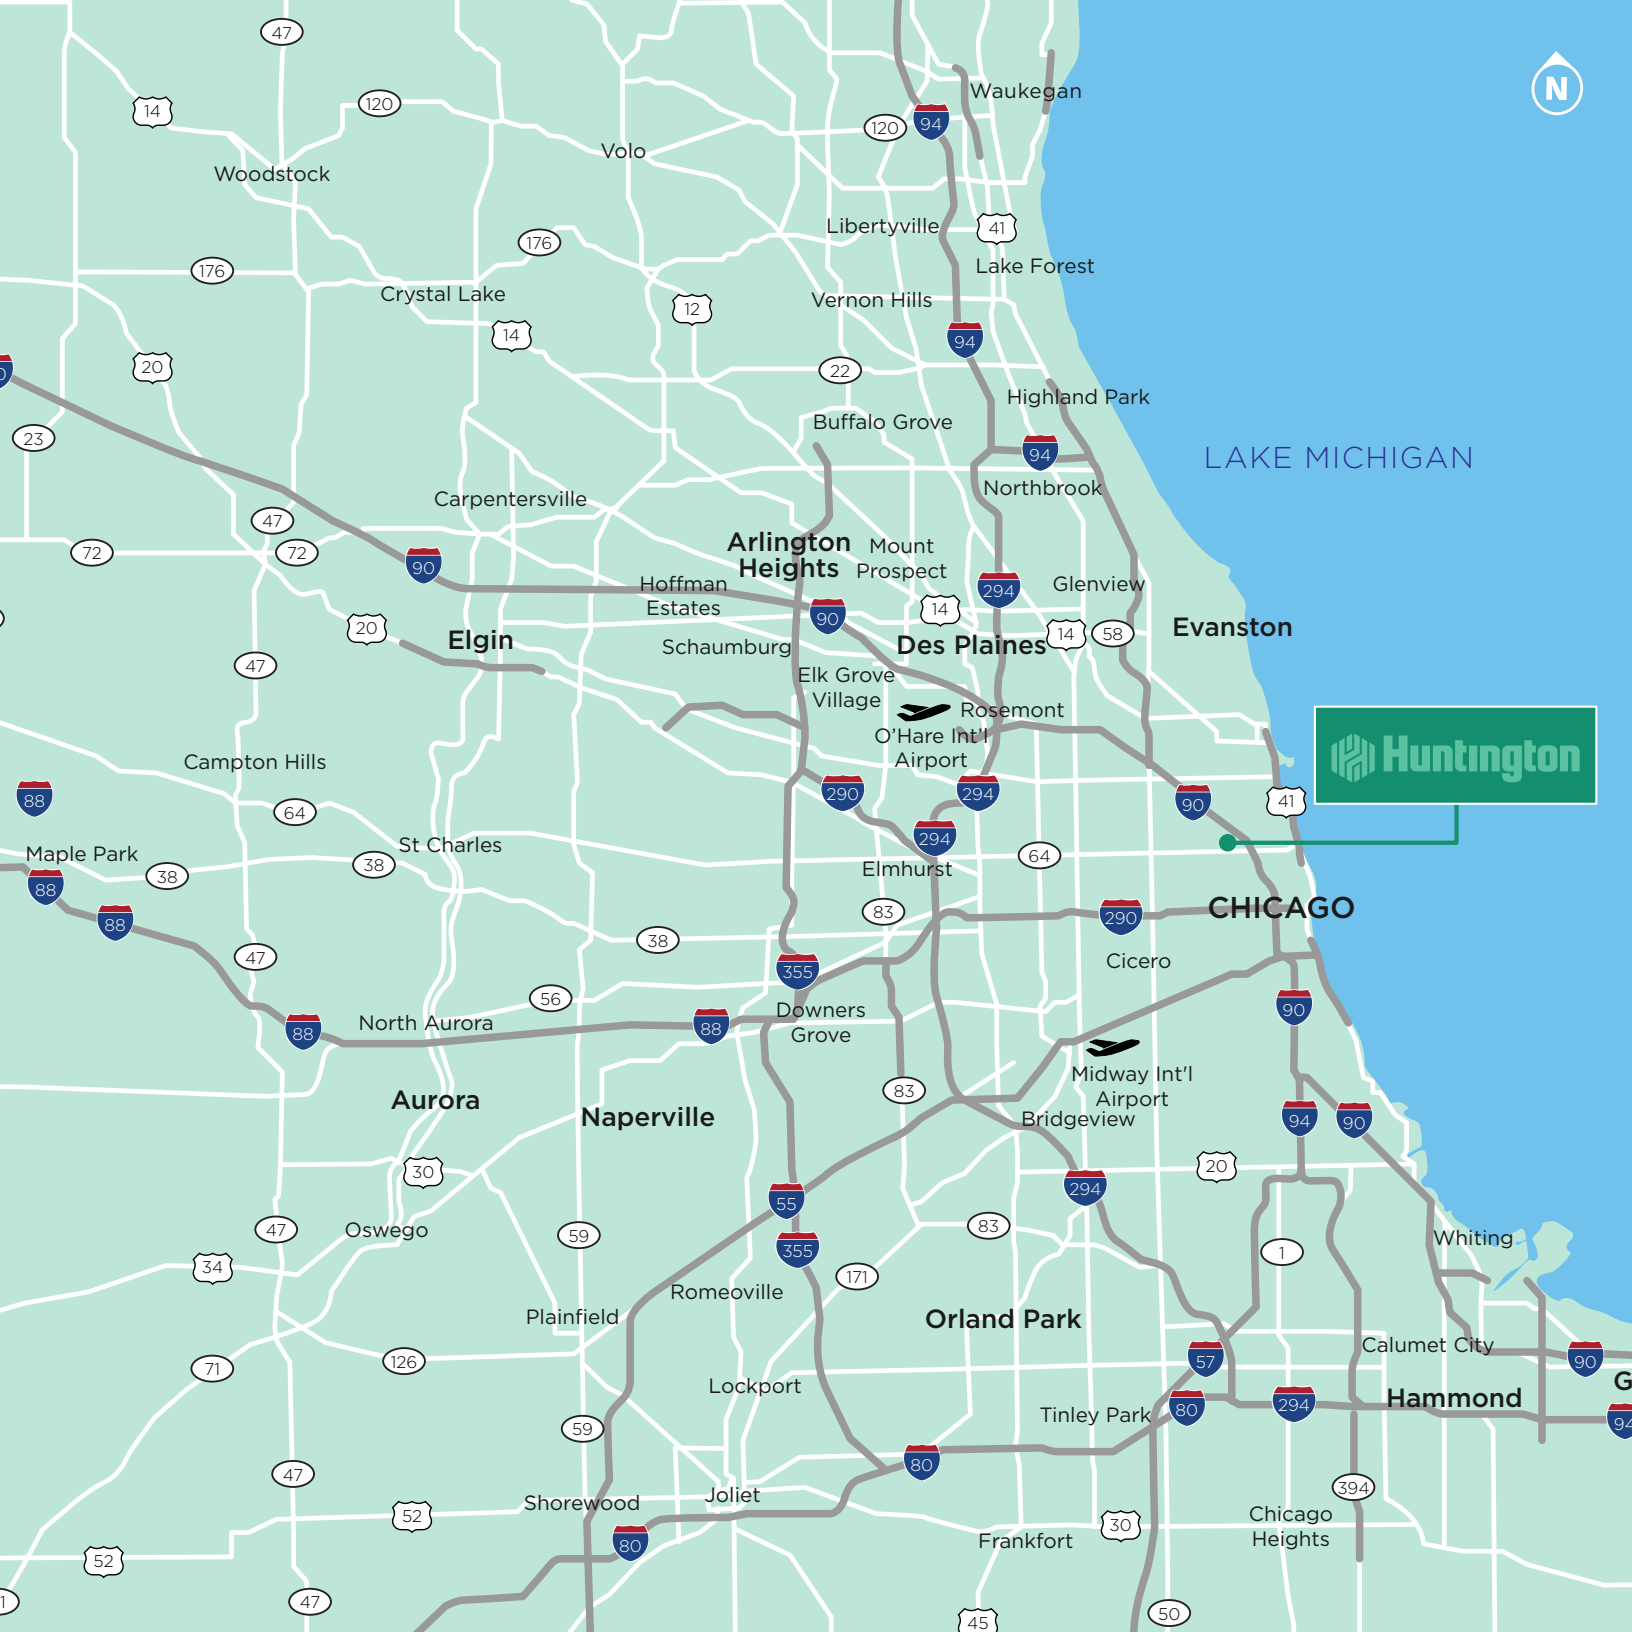 47
14
120
Waukegan
N
94
120
Volo
Woodstock
Libertyville
41
176
176
Lake Forest
Crystal Lake
Vernon Hills
12
14
94
20
22
Highland Park
Buffalo Grove
23
94
LAKE MICHIGAN
Northbrook
Carpentersville
47
72
72
Arlington
Heights
Mount
Prospect
90
Hoffman
Estates
294
Glenview
14
90
20
Elgin
14
58
Evanston
Schaumburg
Des Plaines
47
Elk Grove
Village
Rosemont
O'Hare Int'l
Airport
Huntington
Campton Hills
88
64
290
294
90
41
294
St Charles
Maple Park
38
38
64
Elmhurst
88
88
83
290
CHICAGO
38
47
355
Cicero
56
90
Downers
Grove
North Aurora
88
88
Midway Int'l
Airport
Aurora
83
Naperville
Bridgeview
94
90
30
20
294
55
47
Oswego
59
83
Whiting
355
1
34
171
Romeoville
Plainfield
Orland Park
Calumet City
71
126
57
90
G
Lockport
Hammond
80
294
Tinley Park
94
59
80
47
394
Shorewood
Joliet
52
Chicago
Heights
30
Frankfort
80
52
47
50
45